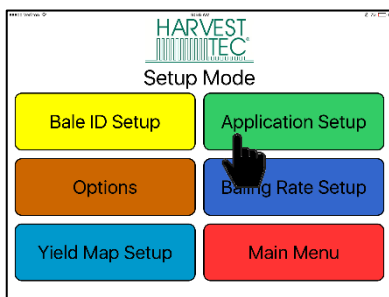 HARVEST
TEC
Setup Mode
Bale ID Setup
Application Setup
Options
Baling Rate Setup
Yield Map Setup
Main Menu